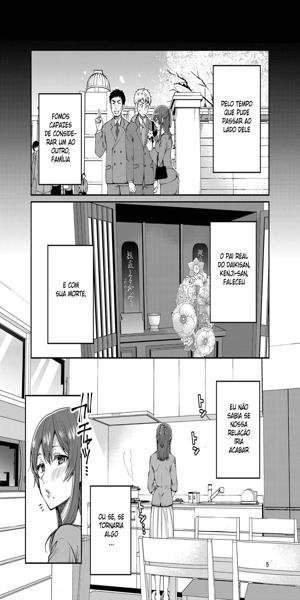 PELO TEMPO
QUE PUDE
PASSAR AO
LADO DELE
FOMOS
CAPAZES
DE CONSIDE-
RAR UM AO
OUTRO,
FAMÍLIA
O PAI REAL
DO DAIKISAN,
KENJI-SAN,
FALECEU
E COM
SUA MORTE,
EU NÃO
SABIA SE
NOSSA
RELAÇÃO
IRIA
ACABAR
OU SE, SE
TORNARIA
ALGO
...
5